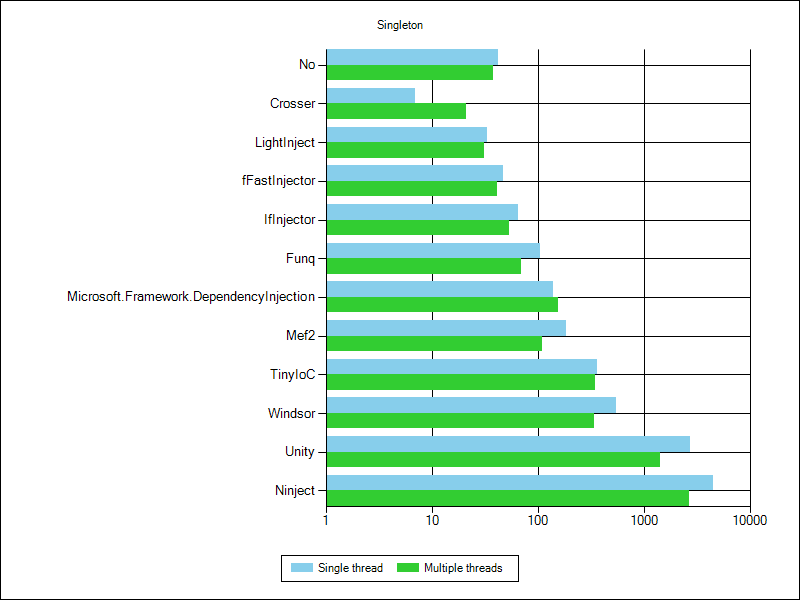 Singleton
No
Crosser
LightInject
fFastInjector
IfInjector
Funq
Microsoft.Framework.DependencyInjection
Mef2
TinyIoC
Windsor
Unity
Ninject
1 10 100 1000 10000
Single thread Multiple threads